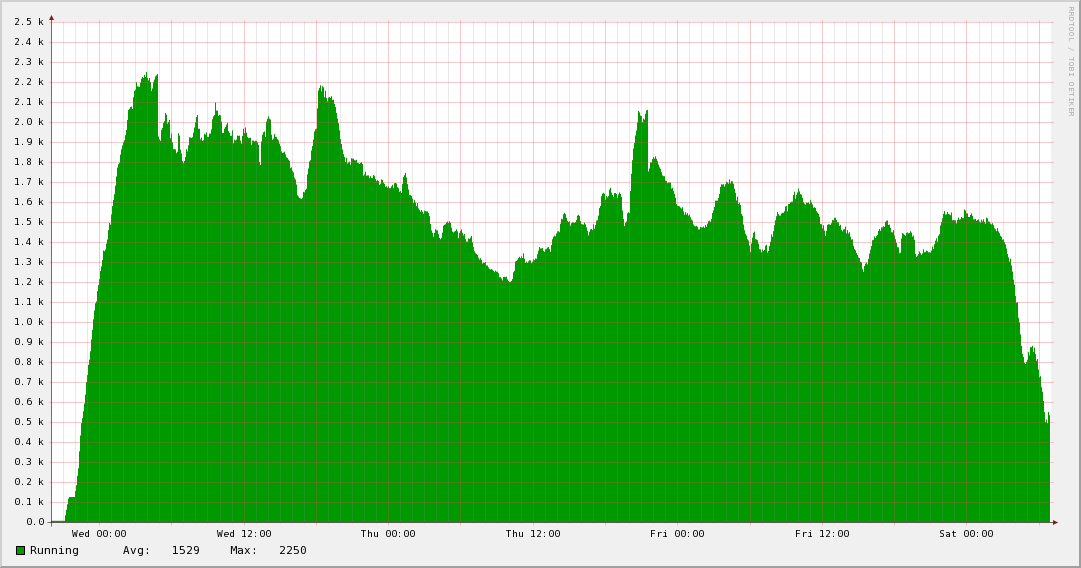 2.5 k
2.4 k
2.3 k
2.2 k
2.1 k
2.0 k
1.9 k
1.8 k
1.7 k
1.6 k
1.5 k
1.4 k
1.3 k
1.2 k
1.1 k
1.0 k
0.9 k
0.8 k
0.7 k
0.6 k
0.5 k
0.4 k
0.3 k
0.2 k
0.1 k
0.0
Wed 00:00 Wed 12:00 Thu 00:00 Thu 12:00 Fri 00:00 Fri 12:00 Sat 00:00
Running Avg: 1529 Max: 2250
RRDTOOL / TOBI OETIKER